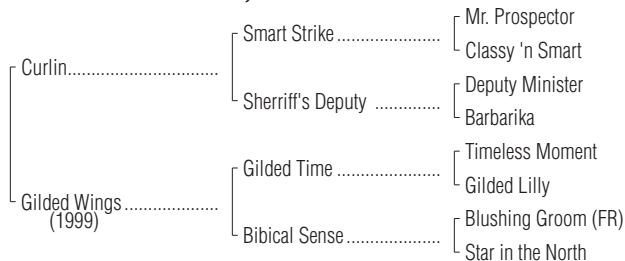 Mr. Prospector
Smart Strike
Classy 'n Smart
Curlin
Deputy Minister
Sherriff's Deputy
Barbarika
Timeless Moment
Gilded Time
Gilded Lilly
Gilded Wings
(1999)
Blushing Groom (FR)
Bibical Sense
Star in the North